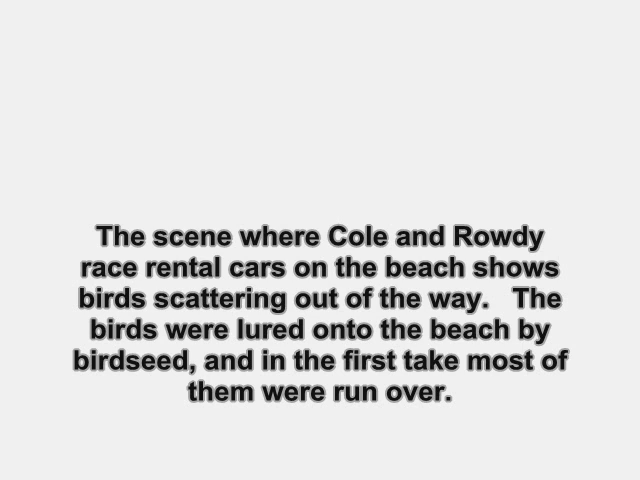 The scene where Cole and Rowdy
race rental cars on the beach shows
birds scattering out of the way.   The
birds were lured onto the beach by
birdseed, and in the first take most of
them were run over.